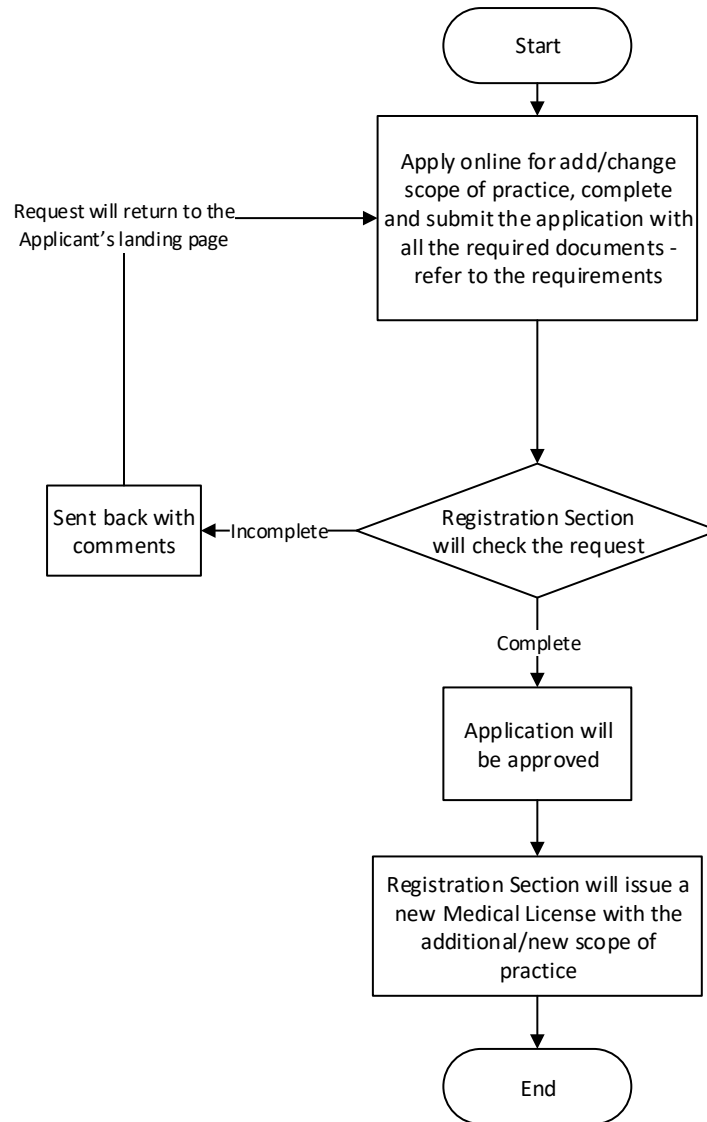 Start
Apply online for add/change
scope of practice, complete
and submit the application with
all the required documents -
refer to the requirements
Request will return to the
Applicant's landing page
Registration Section
will check the request
Incomplete
Sent back with
comments
Complete
Application will
be approved
Registration Section will issue a
new Medical License with the
additional/new scope of
practice
End